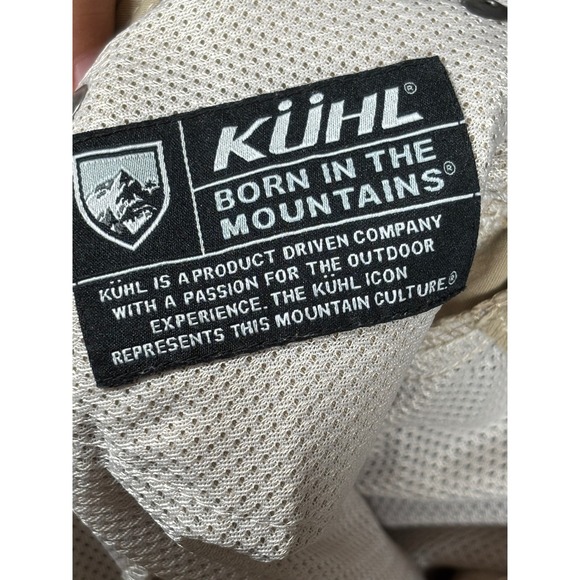 KÜHL®
BORN IN THE
MOUNTAINS®
KÜHL IS A PRODUCT DRIVEN COMPANY
WITH A PASSION FOR THE OUTDOOR
EXPERIENCE. THE KÜHL ICON
REPRESENTS THIS MOUNTAIN CULTURE.®